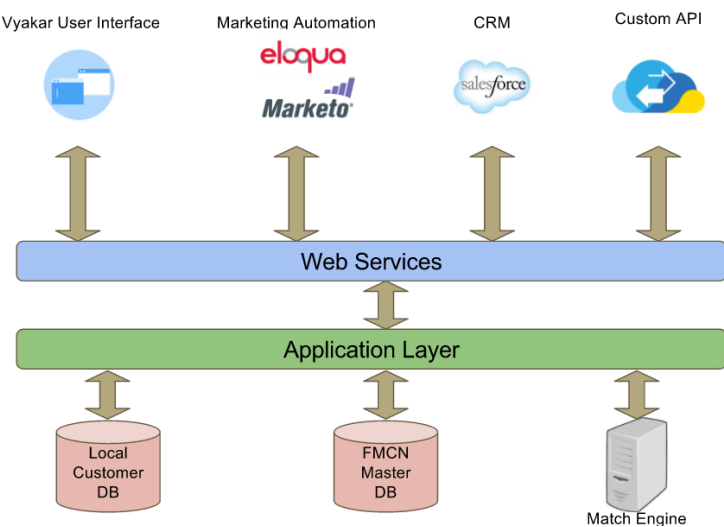 Vyakar User Interface
Marketing Automation
CRM
Custom API
eloqua
Marketo
salesforce
Web Services
Application Layer
Local
Customer
DB
FMCN
Master
DB
Match Engine